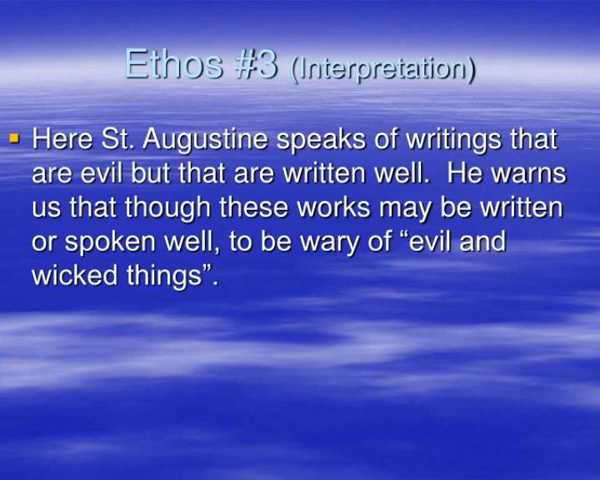 Ethos #3 (Interpretation)
Here St. Augustine speaks of writings that
are evil but that are written well.  He warns
us that though these works may be written
or spoken well, to be wary of “evil and
wicked things”.